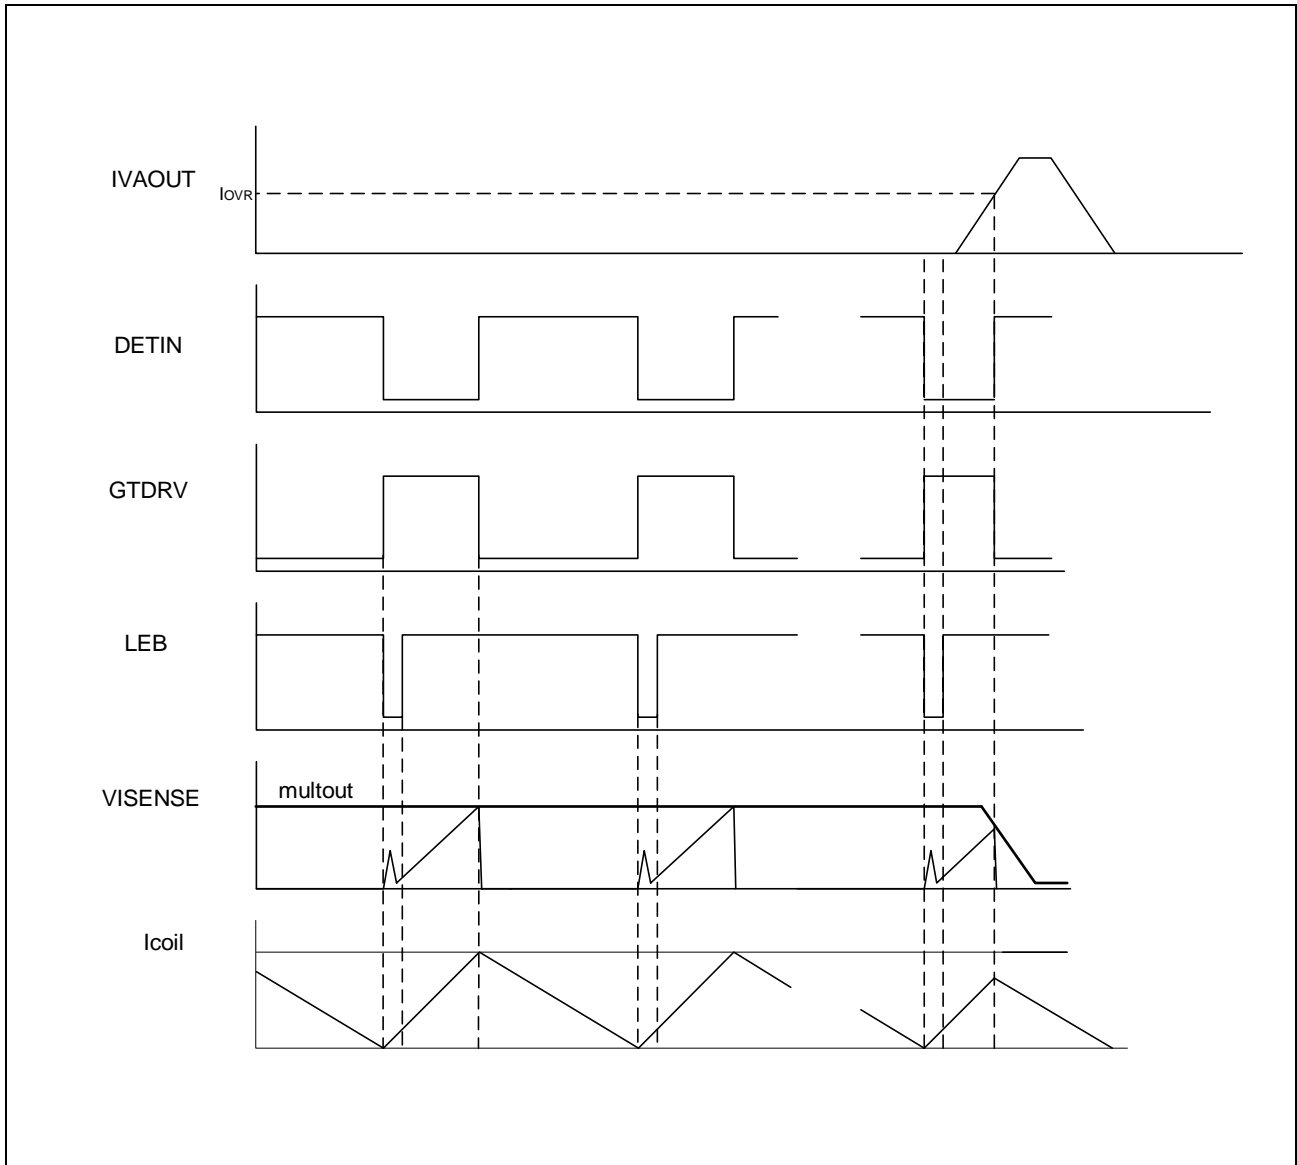 IVAOUT
IOVR
DETIN
GTDRV
LEB
VISENSE
multout
Icoil